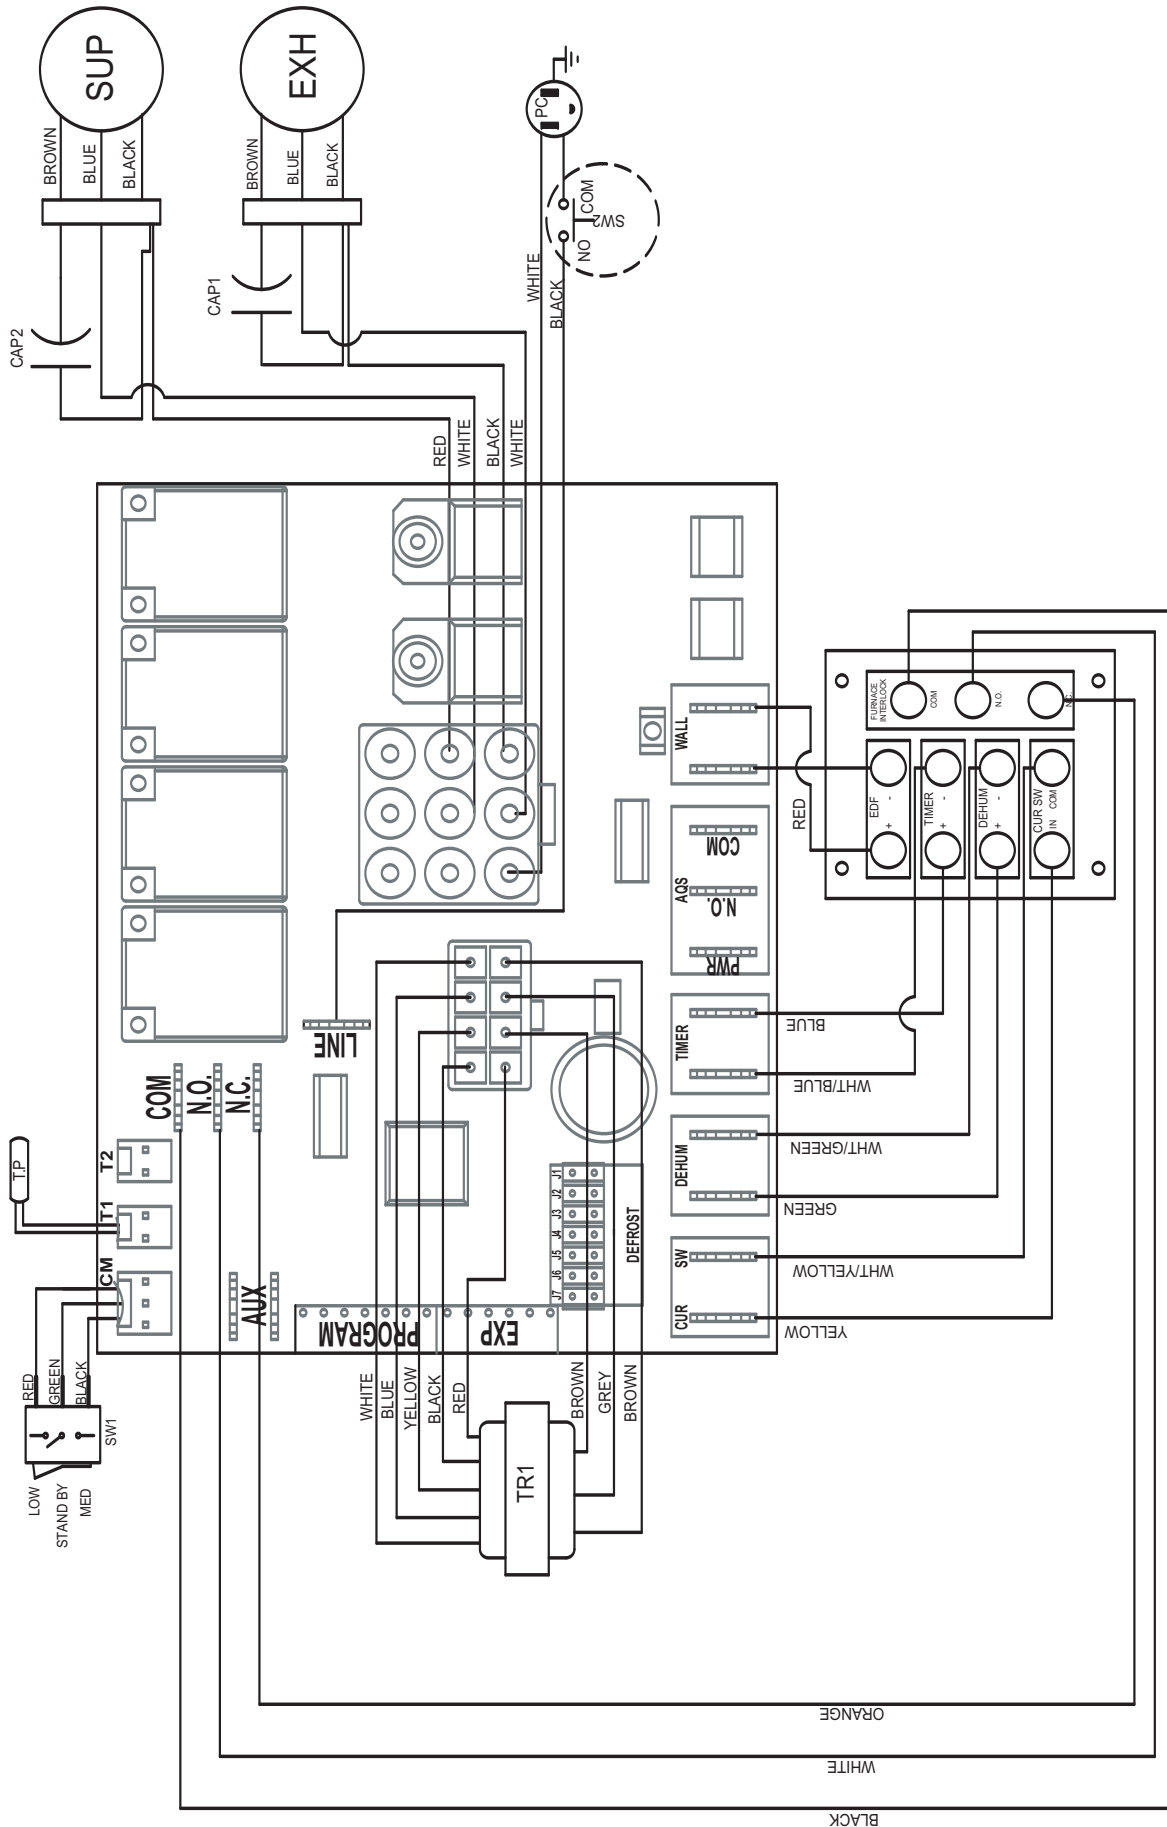 SUP
EXH
BROWN
BLUE
BLACK
BROWN
BLUE
BLACK
PC
COM
SW2
NO
WHITE
BLACK
CAP2
CAP1
RED
WHITE
BLACK
WHITE
LINE
COM
N.O.
N.C.
T2
T1
CM
T.P
AUX
PROGRAM
EXP
RED
GREEN
BLACK
SW1
LOW
STAND BY
MED
J1
J2
J3
J4
J5
J6
J7
DEFROST
WALL
AQS
COM
N.O.
PWR
TIMER
DEHUM
SW
CUR
WHITE
BLUE
YELLOW
BLACK
RED
BROWN
GREY
BROWN
TR1
RED
BLUE
WHT/BLUE
WHT/GREEN
GREEN
WHT/YELLOW
YELLOW
FURNACE
INTERLOCK
COM
N.O.
N.C.
EDF
+ -
TIMER
+ -
DEHUM
+ -
CUR SW
IN COM
ORANGE
WHITE
BLACK